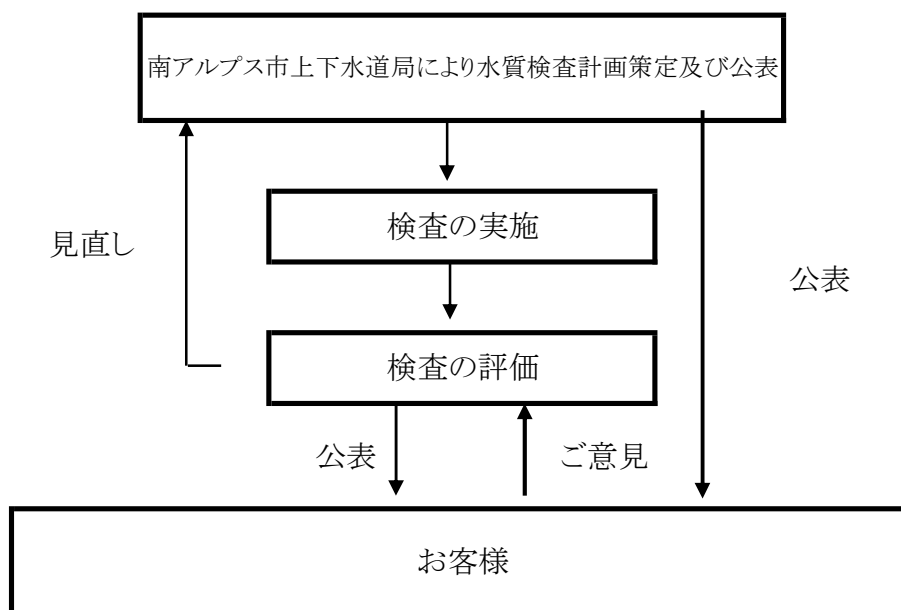 南アルプス市上下水道局により水質検査計画策定及び公表
検査の実施
見直し
公表
検査の評価
公表
ご意見
お客様